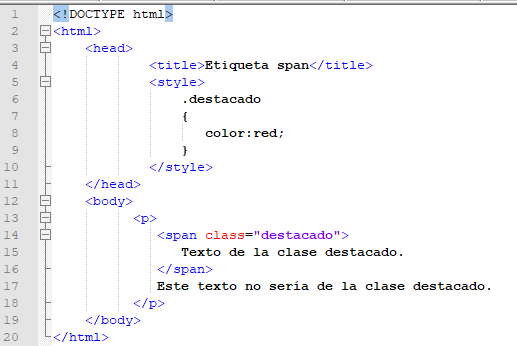 1 <!DOCTYPE html>
2 <html>
3 <head>
4 <title>Etiqueta span</title>
5 <style>
6 .destacado
7 {
8 color:red;
9 }
10 </style>
11 </head>
12 <body>
13 <p>
14 <span class="destacado">
15 Texto de la clase destacado.
16 </span>
17 Este texto no sería de la clase destacado.
18 </p>
19 </body>
20 </html>